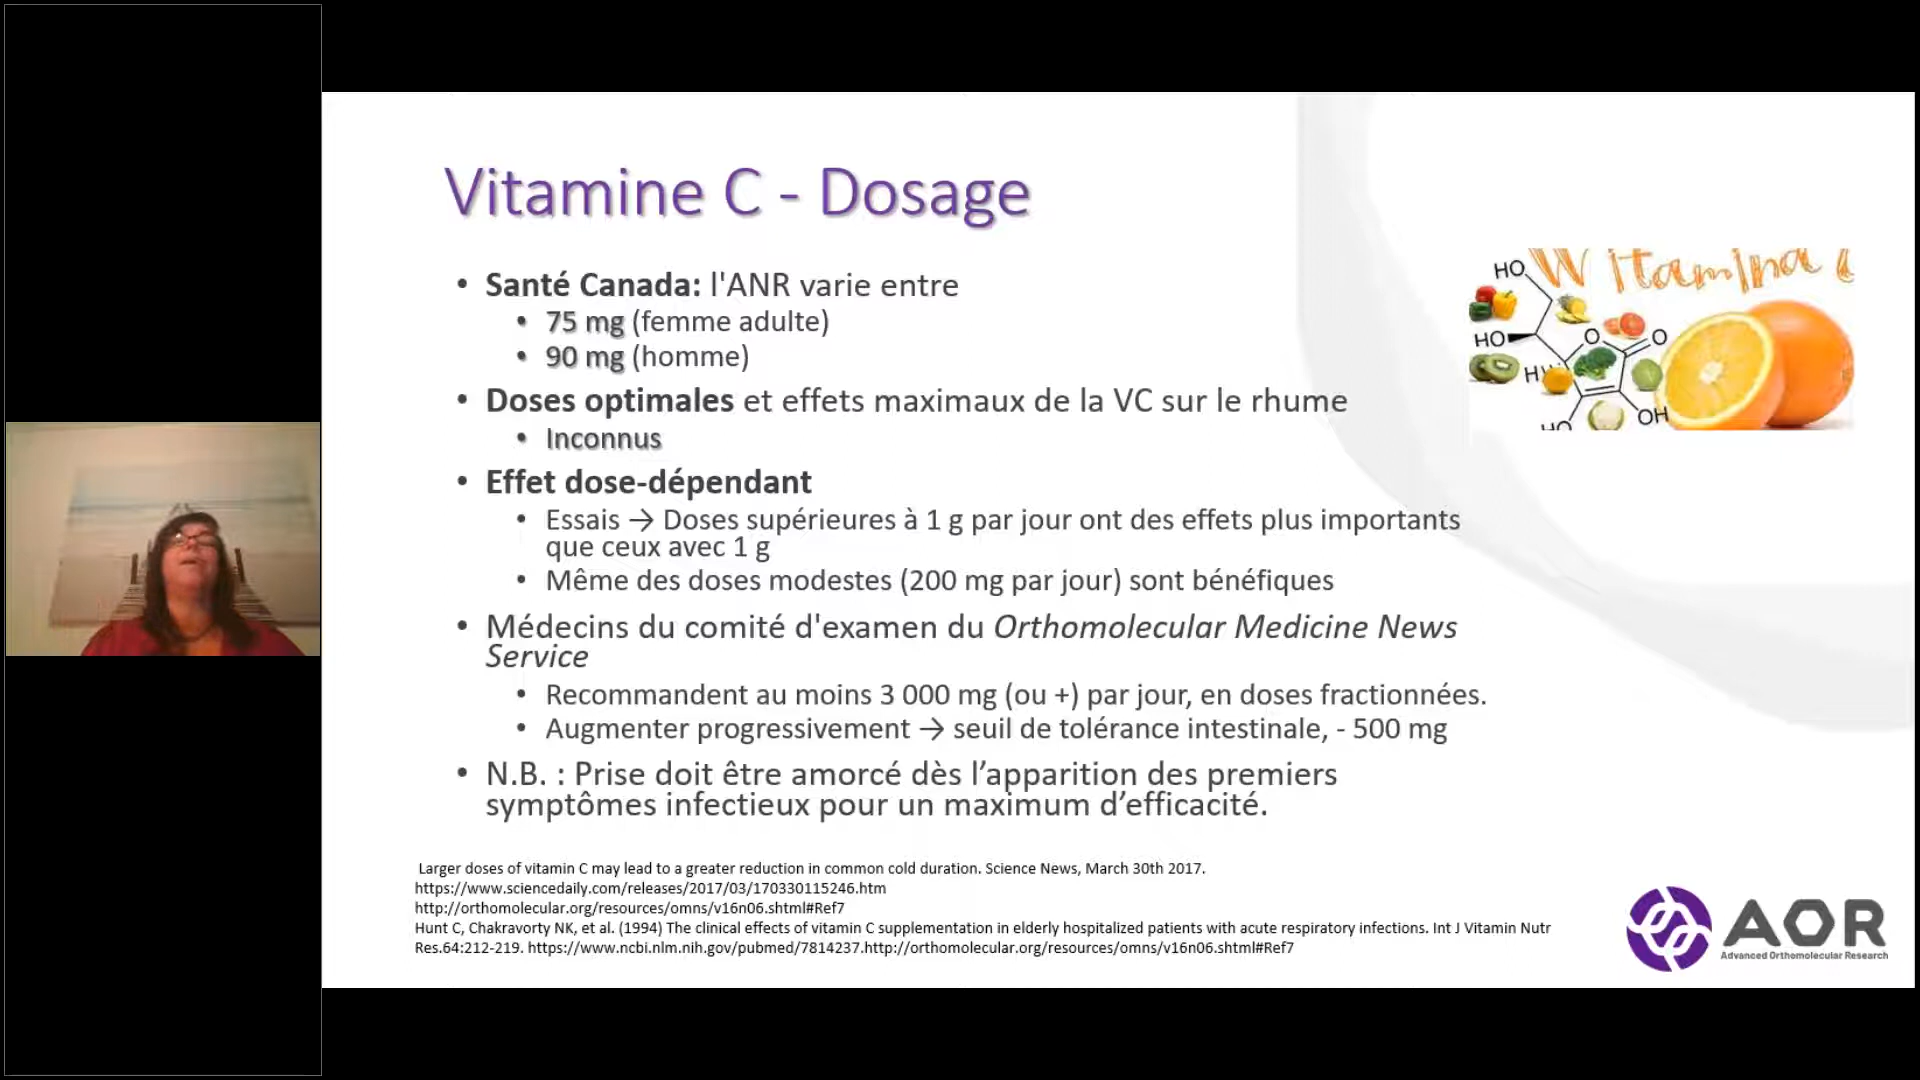 Vitamine C - Dosage
• Santé Canada: l'ANR varie entre
• 75 mg (femme adulte)
• 90 mg (homme)
• Doses optimales et effets maximaux de la VC sur le rhume
• Inconnus
• Effet dose-dépendant
• Essais → Doses supérieures à 1 g par jour ont des effets plus importants
que ceux avec 1 g
• Même des doses modestes (200 mg par jour) sont bénéfiques
• Médecins du comité d'examen du Orthomolecular Medicine News
Service
• Recommandent au moins 3 000 mg (ou +) par jour, en doses fractionnées.
• Augmenter progressivement → seuil de tolérance intestinale, - 500 mg
• N.B. : Prise doit être amorcé dès l’apparition des premiers
symptômes infectieux pour un maximum d’efficacité.
Witamina C
HO
HO
O
O
H
HO
OH
Larger doses of vitamin C may lead to a greater reduction in common cold duration. Science News, March 30th 2017.
https://www.sciencedaily.com/releases/2017/03/170330115246.htm
http://orthomolecular.org/resources/omns/v16n06.shtml#Ref7
Hunt C, Chakravorty NK, et al. (1994) The clinical effects of vitamin C supplementation in elderly hospitalized patients with acute respiratory infections. Int J Vitamin Nutr
Res.64:212-219. https://www.ncbi.nlm.nih.gov/pubmed/7814237.http://orthomolecular.org/resources/omns/v16n06.shtml#Ref7
AOR
Advanced Orthomolecular Research